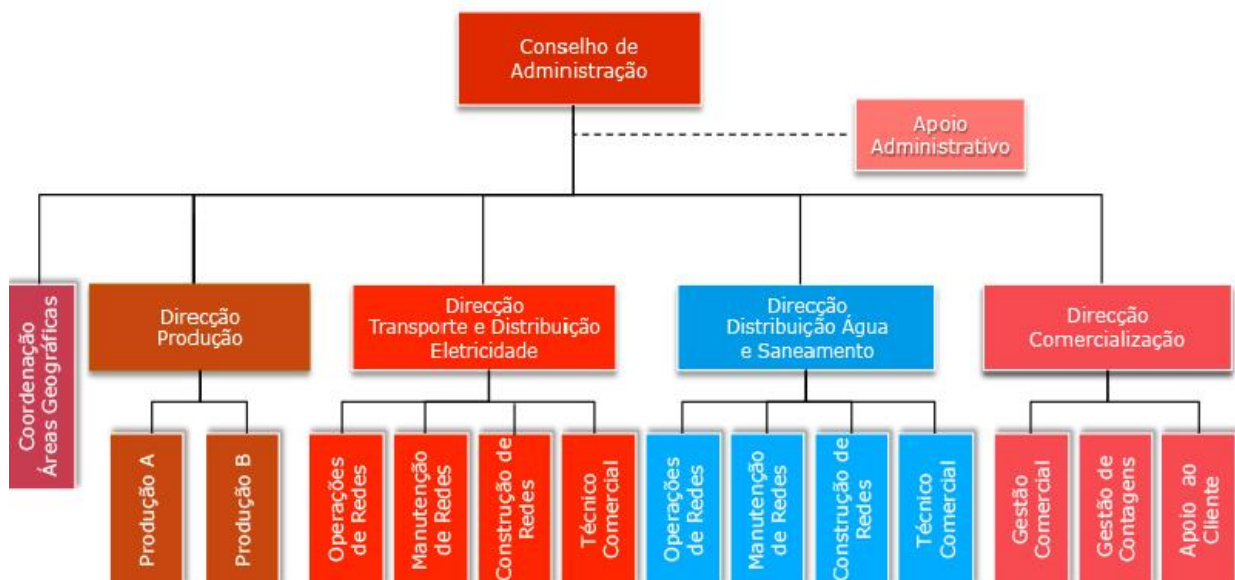 Conselho de
Administração
Apoio
Administrativo
Coordenação
Áreas Geográficas
Direcção
Produção
Direcção
Transporte e Distribuição
Eletricidade
Direcção
Distribuição Água
e Saneamento
Direcção
Comercialização
Produção A
Produção B
Operações
de Redes
Manutenção
de Redes
Construção de
Redes
Técnico
Comercial
Operações
de Redes
Manutenção
de Redes
Construção de
Redes
Técnico
Comercial
Gestão
Comercial
Gestão de
Contagens
Apoio ao
Cliente